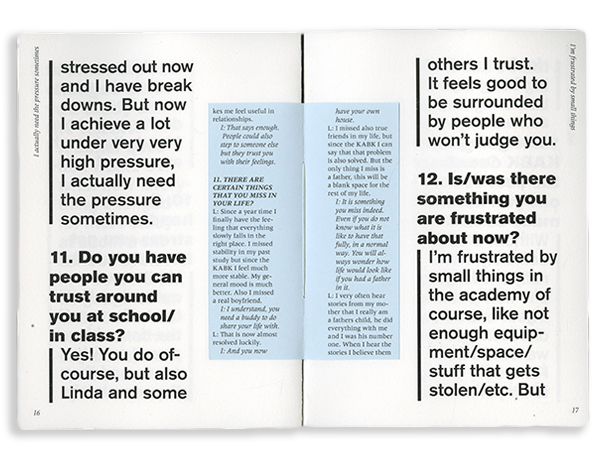 I actually need the pressure sometimes
stressed out now
and I have break
downs. But now
I achieve a lot
under very very
high pressure,
I actually need
the pressure
sometimes.
11. Do you have
people you can
trust around
you at school/
in class?
Yes! You do of-
course, but also
Linda and some
16
kes me feel useful in
relationships.
I: That says enough.
People could also
step to someone else
but they trust you
with their feelings.
11. THERE ARE
CERTAIN THINGS
THAT YOU MISS IN
YOUR LIFE?
L: Since a year time I
finally have the fee-
ling that everything
slowly falls in the
right place. I missed
stability in my past
study but since the
KABK I feel much
more stable. My ge-
neral mood is much
better. Also I missed
a real boyfriend.
I: I understand, you
need a buddy to do
share your life with.
L: That is now almost
resolved luckily.
I: And you now
have your own
house.
L: I missed also true
friends in my life, but
since the KABK I can
say that that problem
is also solved. But the
only thing I miss is
a father, this will be
a blank space for the
rest of my life.
I: It is something
you miss indeed.
Even if you do not
know what it is
like to have that
fully, in a normal
way. You will al-
ways wonder how
life would look like
if you had a father
in it.
L: I very often hear
stories from my mo-
ther that I really am
a fathers child, he did
everything with me
and I was his number
one. When I hear the
stories I believe them
others I trust.
It feels good to
be surrounded
by people who
won't judge you.
12. Is/was there
something you
are frustrated
about now?
I'm frustrated by
small things in
the academy of
course, like not
enough equip-
ment/space/
stuff that gets
stolen/etc. But
I'm frustrated by small things
17